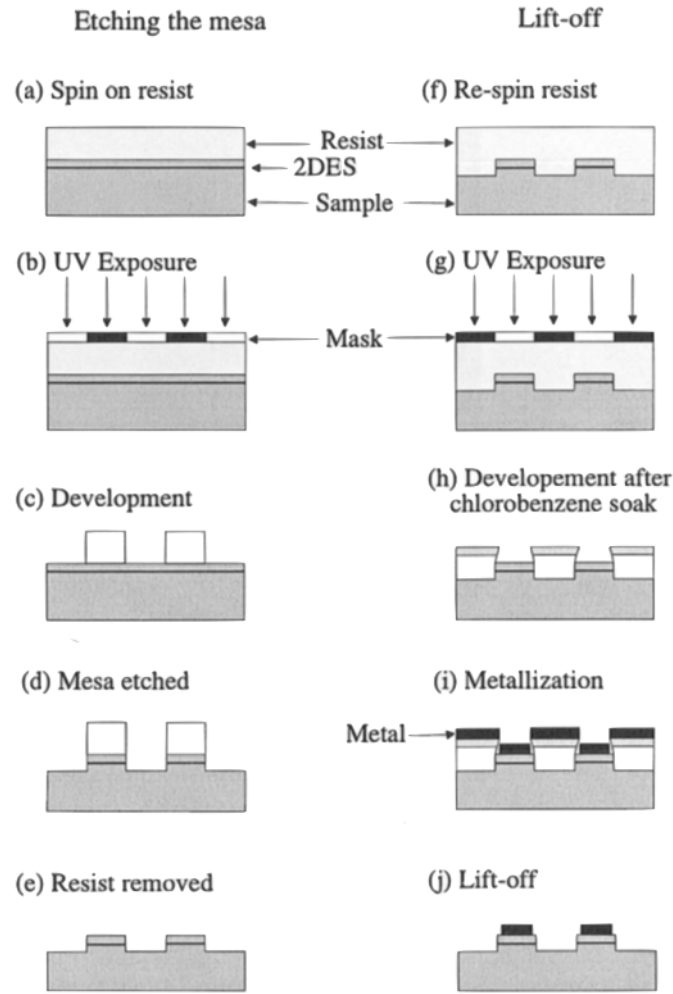 Etching the mesa
Lift-off
(a) Spin on resist
(f) Re-spin resist
Resist
2DES
Sample
(b) UV Exposure
(g) UV Exposure
Mask
(c) Development
(h) Developement after
chlorobenzene soak
(d) Mesa etched
(i) Metallization
Metal
(e) Resist removed
(j) Lift-off